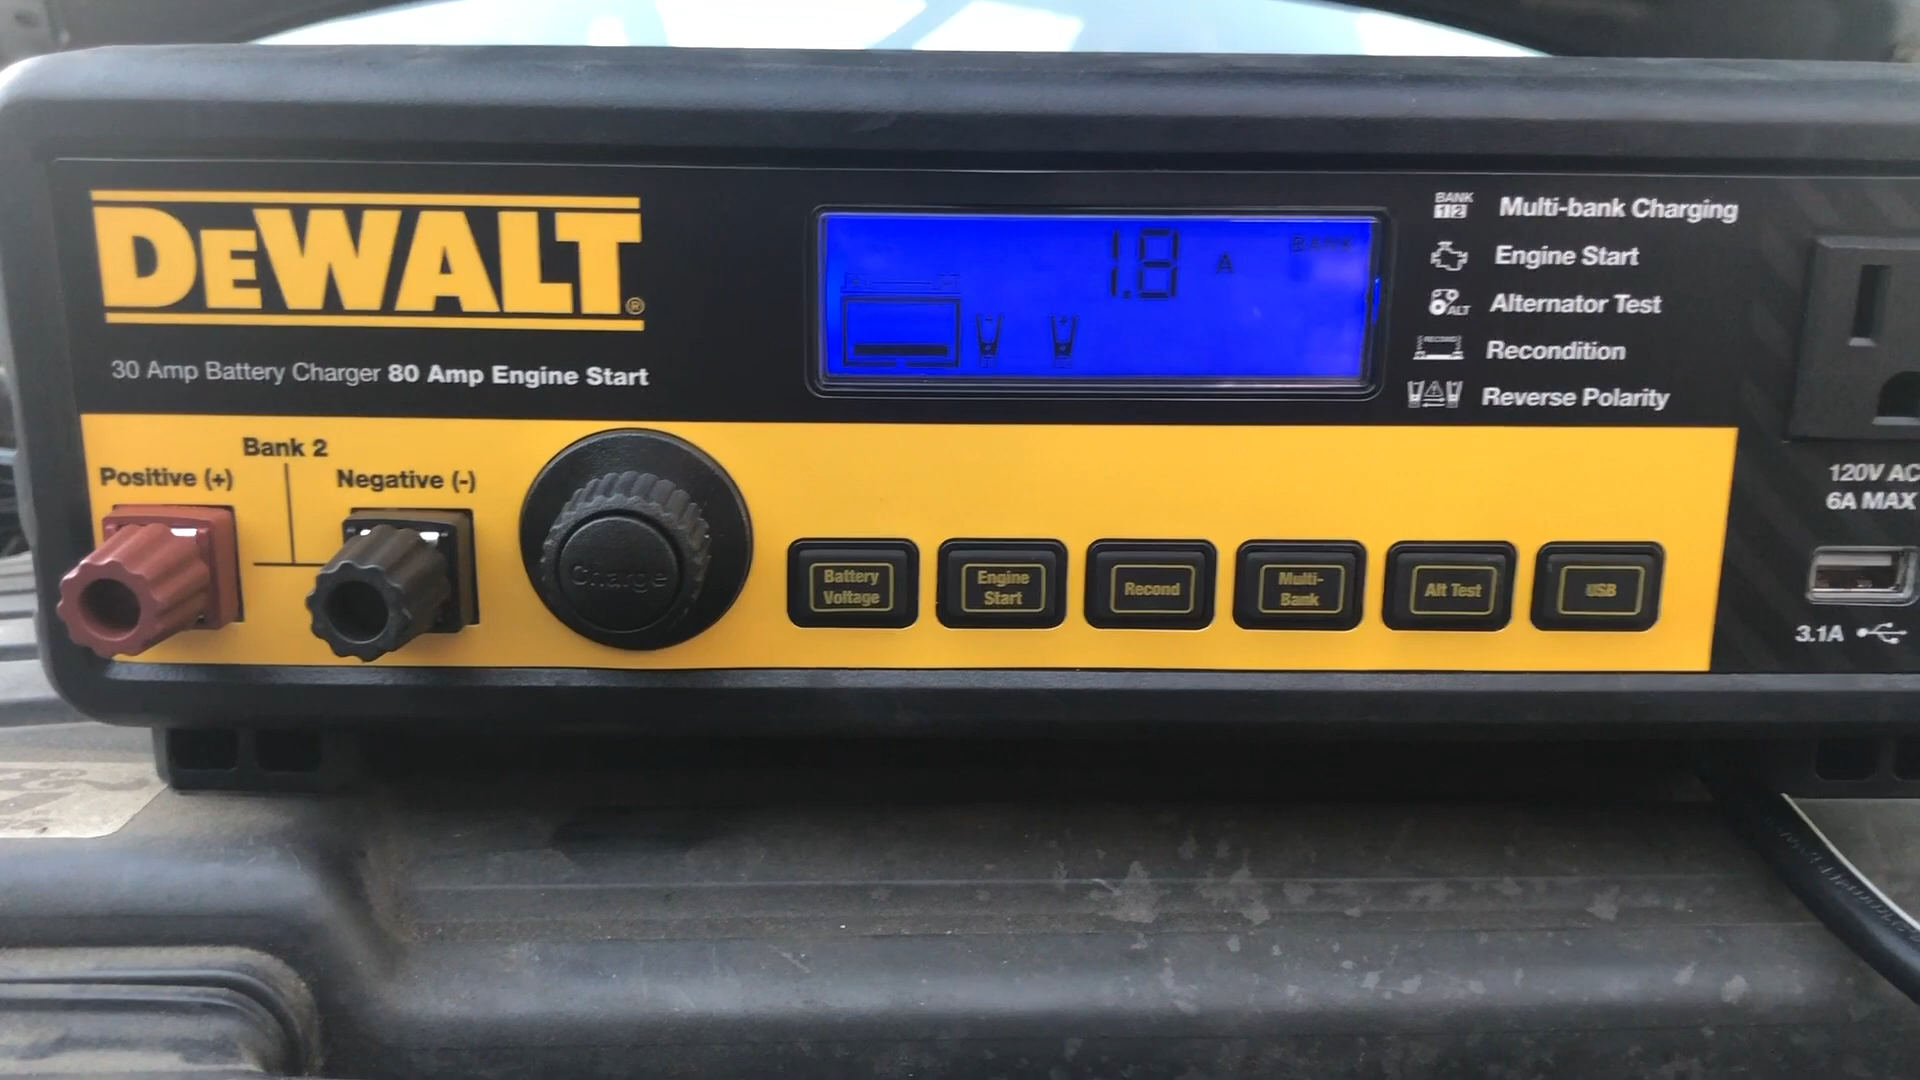 DEWALT®
30 Amp Battery Charger 80 Amp Engine Start
1.8 A
BANK
BANK
12
Multi-bank Charging
Engine Start
ALT
Alternator Test
RECOND
Recondition
Reverse Polarity
Bank 2
Positive (+)
Negative (-)
Charge
Battery
Voltage
Engine
Start
Recond
Multi-
Bank
Alt Test
USB
120V AC
6A MAX
3.1A